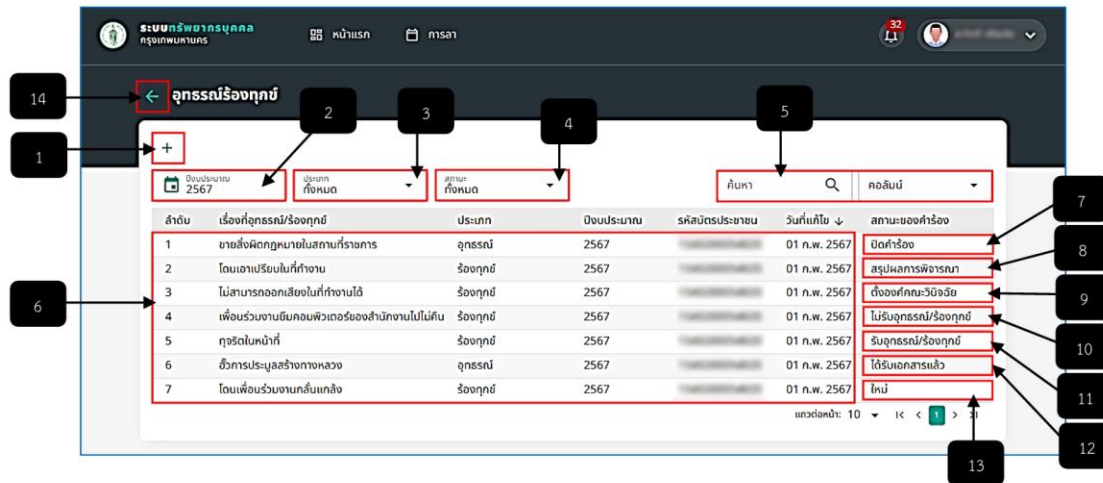 ระบบทรัพยากรบุคคล
กรุงเทพมหานคร
หน้าแรก
การลา
32
14
อุทธรณ์ร้องทุกข์
2
3
4
5
1
+
ปีงบประมาณ
2567
ประเภท
ทั้งหมด
สถานะ
ทั้งหมด
ค้นหา
คอลัมน์
7
ลำดับ เรื่องที่อุทธรณ์/ร้องทุกข์ ประเภท ปีงบประมาณ รหัสบัตรประชาชน วันที่แก้ไข ↓ สถานะของคำร้อง
1 ขายสิ่งผิดกฎหมายในสถานที่ราชการ อุทธรณ์ 2567 01 ก.พ. 2567 ปิดคำร้อง
8
2 โดนเอาเปรียบในที่ทำงาน ร้องทุกข์ 2567 01 ก.พ. 2567 สรุปผลการพิจารณา
9
3 ไม่สามารถออกเสียงในที่ทำงานได้ ร้องทุกข์ 2567 01 ก.พ. 2567 ตั้งองค์คณะวินิจฉัย
6
4 เพื่อนร่วมงานยืมคอมพิวเตอร์ของสำนักงานไปไม่คืน ร้องทุกข์ 2567 01 ก.พ. 2567 ไม่รับอุทธรณ์/ร้องทุกข์
10
5 ทุจริตในหน้าที่ ร้องทุกข์ 2567 01 ก.พ. 2567 รับอุทธรณ์/ร้องทุกข์
6 ฮั้วการประมูลสร้างทางหลวง อุทธรณ์ 2567 01 ก.พ. 2567 ได้รับเอกสารแล้ว
11
7 โดนเพื่อนร่วมงานกลั่นแกล้ง ร้องทุกข์ 2567 01 ก.พ. 2567 ใหม่
แถวต่อหน้า: 10 1
12
13